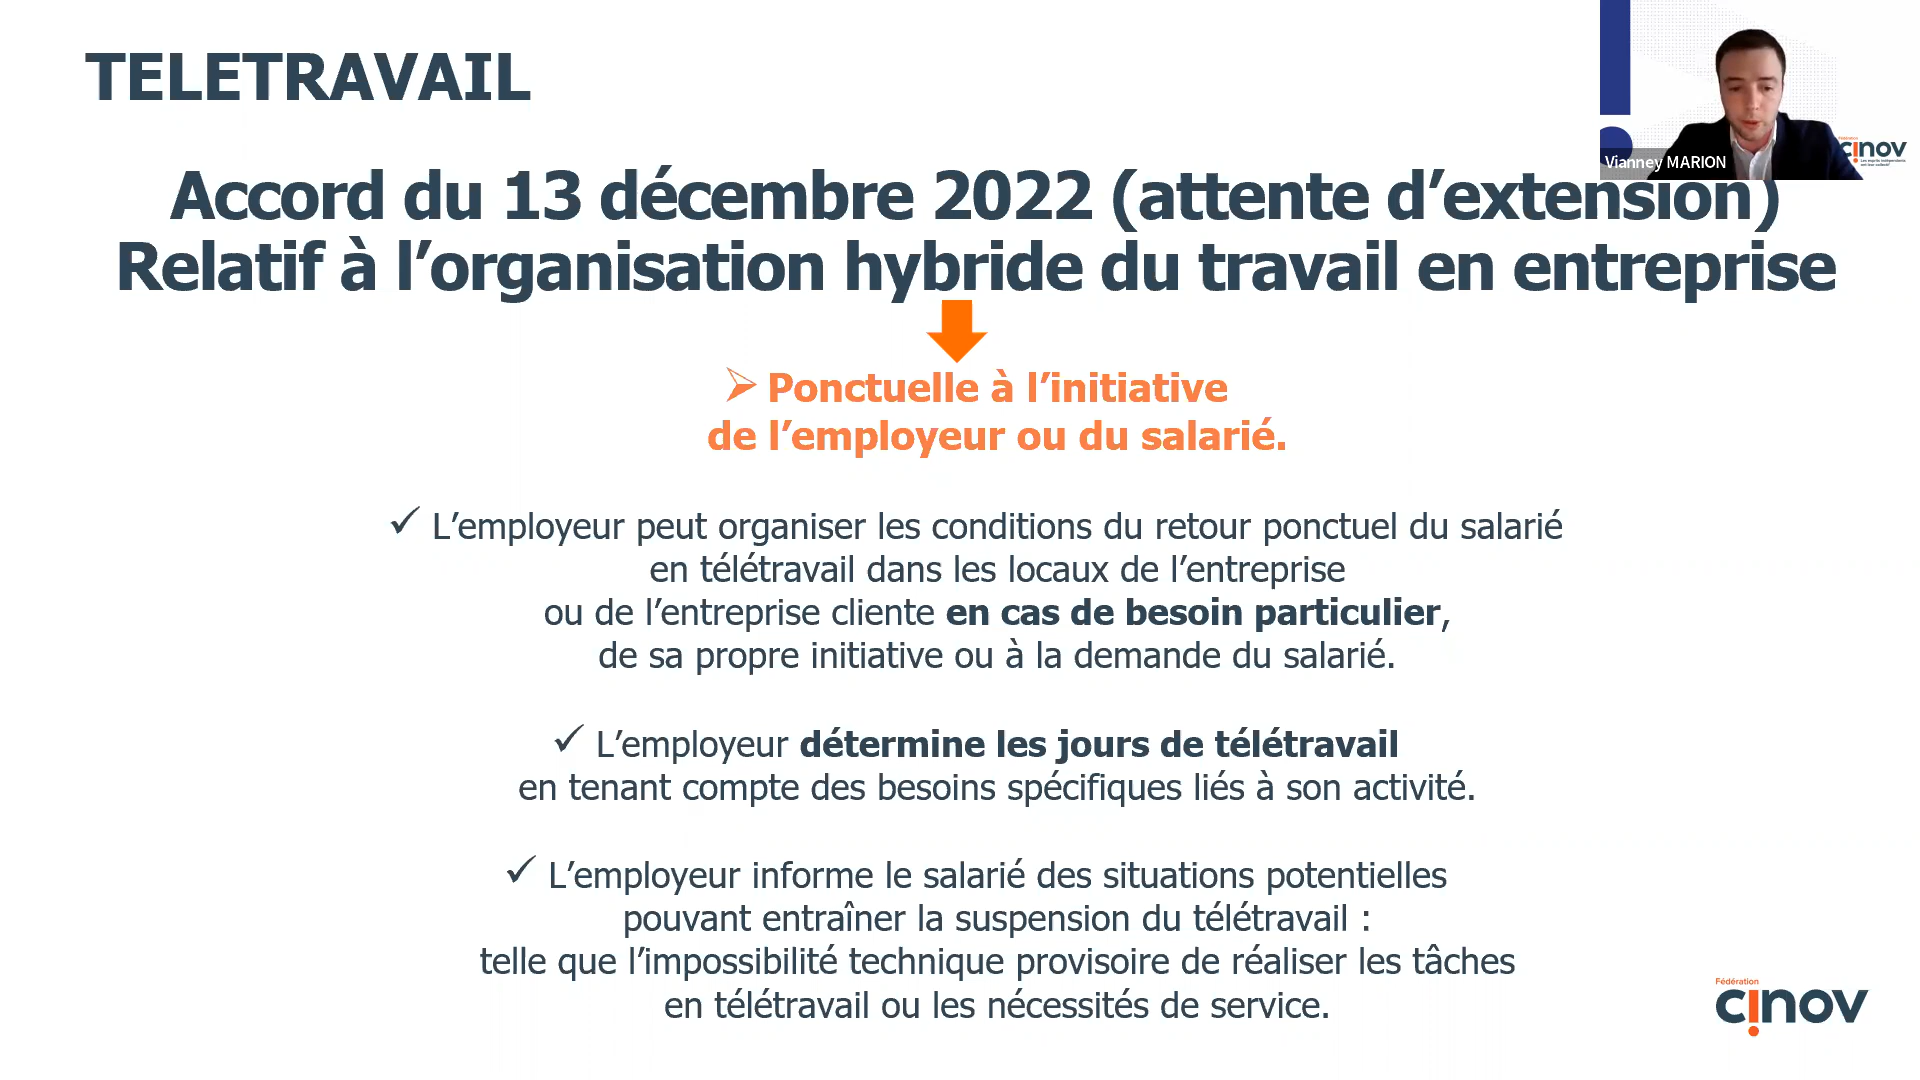 TELETRAVAIL
Vianney MARION
Fédération
cinov
Accord du 13 décembre 2022 (attente d’extension)
Relatif à l’organisation hybride du travail en entreprise
Ponctuelle à l’initiative
de l’employeur ou du salarié.
L’employeur peut organiser les conditions du retour ponctuel du salarié
en télétravail dans les locaux de l’entreprise
ou de l’entreprise cliente en cas de besoin particulier,
de sa propre initiative ou à la demande du salarié.
L’employeur détermine les jours de télétravail
en tenant compte des besoins spécifiques liés à son activité.
L’employeur informe le salarié des situations potentielles
pouvant entraîner la suspension du télétravail :
telle que l’impossibilité technique provisoire de réaliser les tâches
en télétravail ou les nécessités de service.
Fédération
cinov